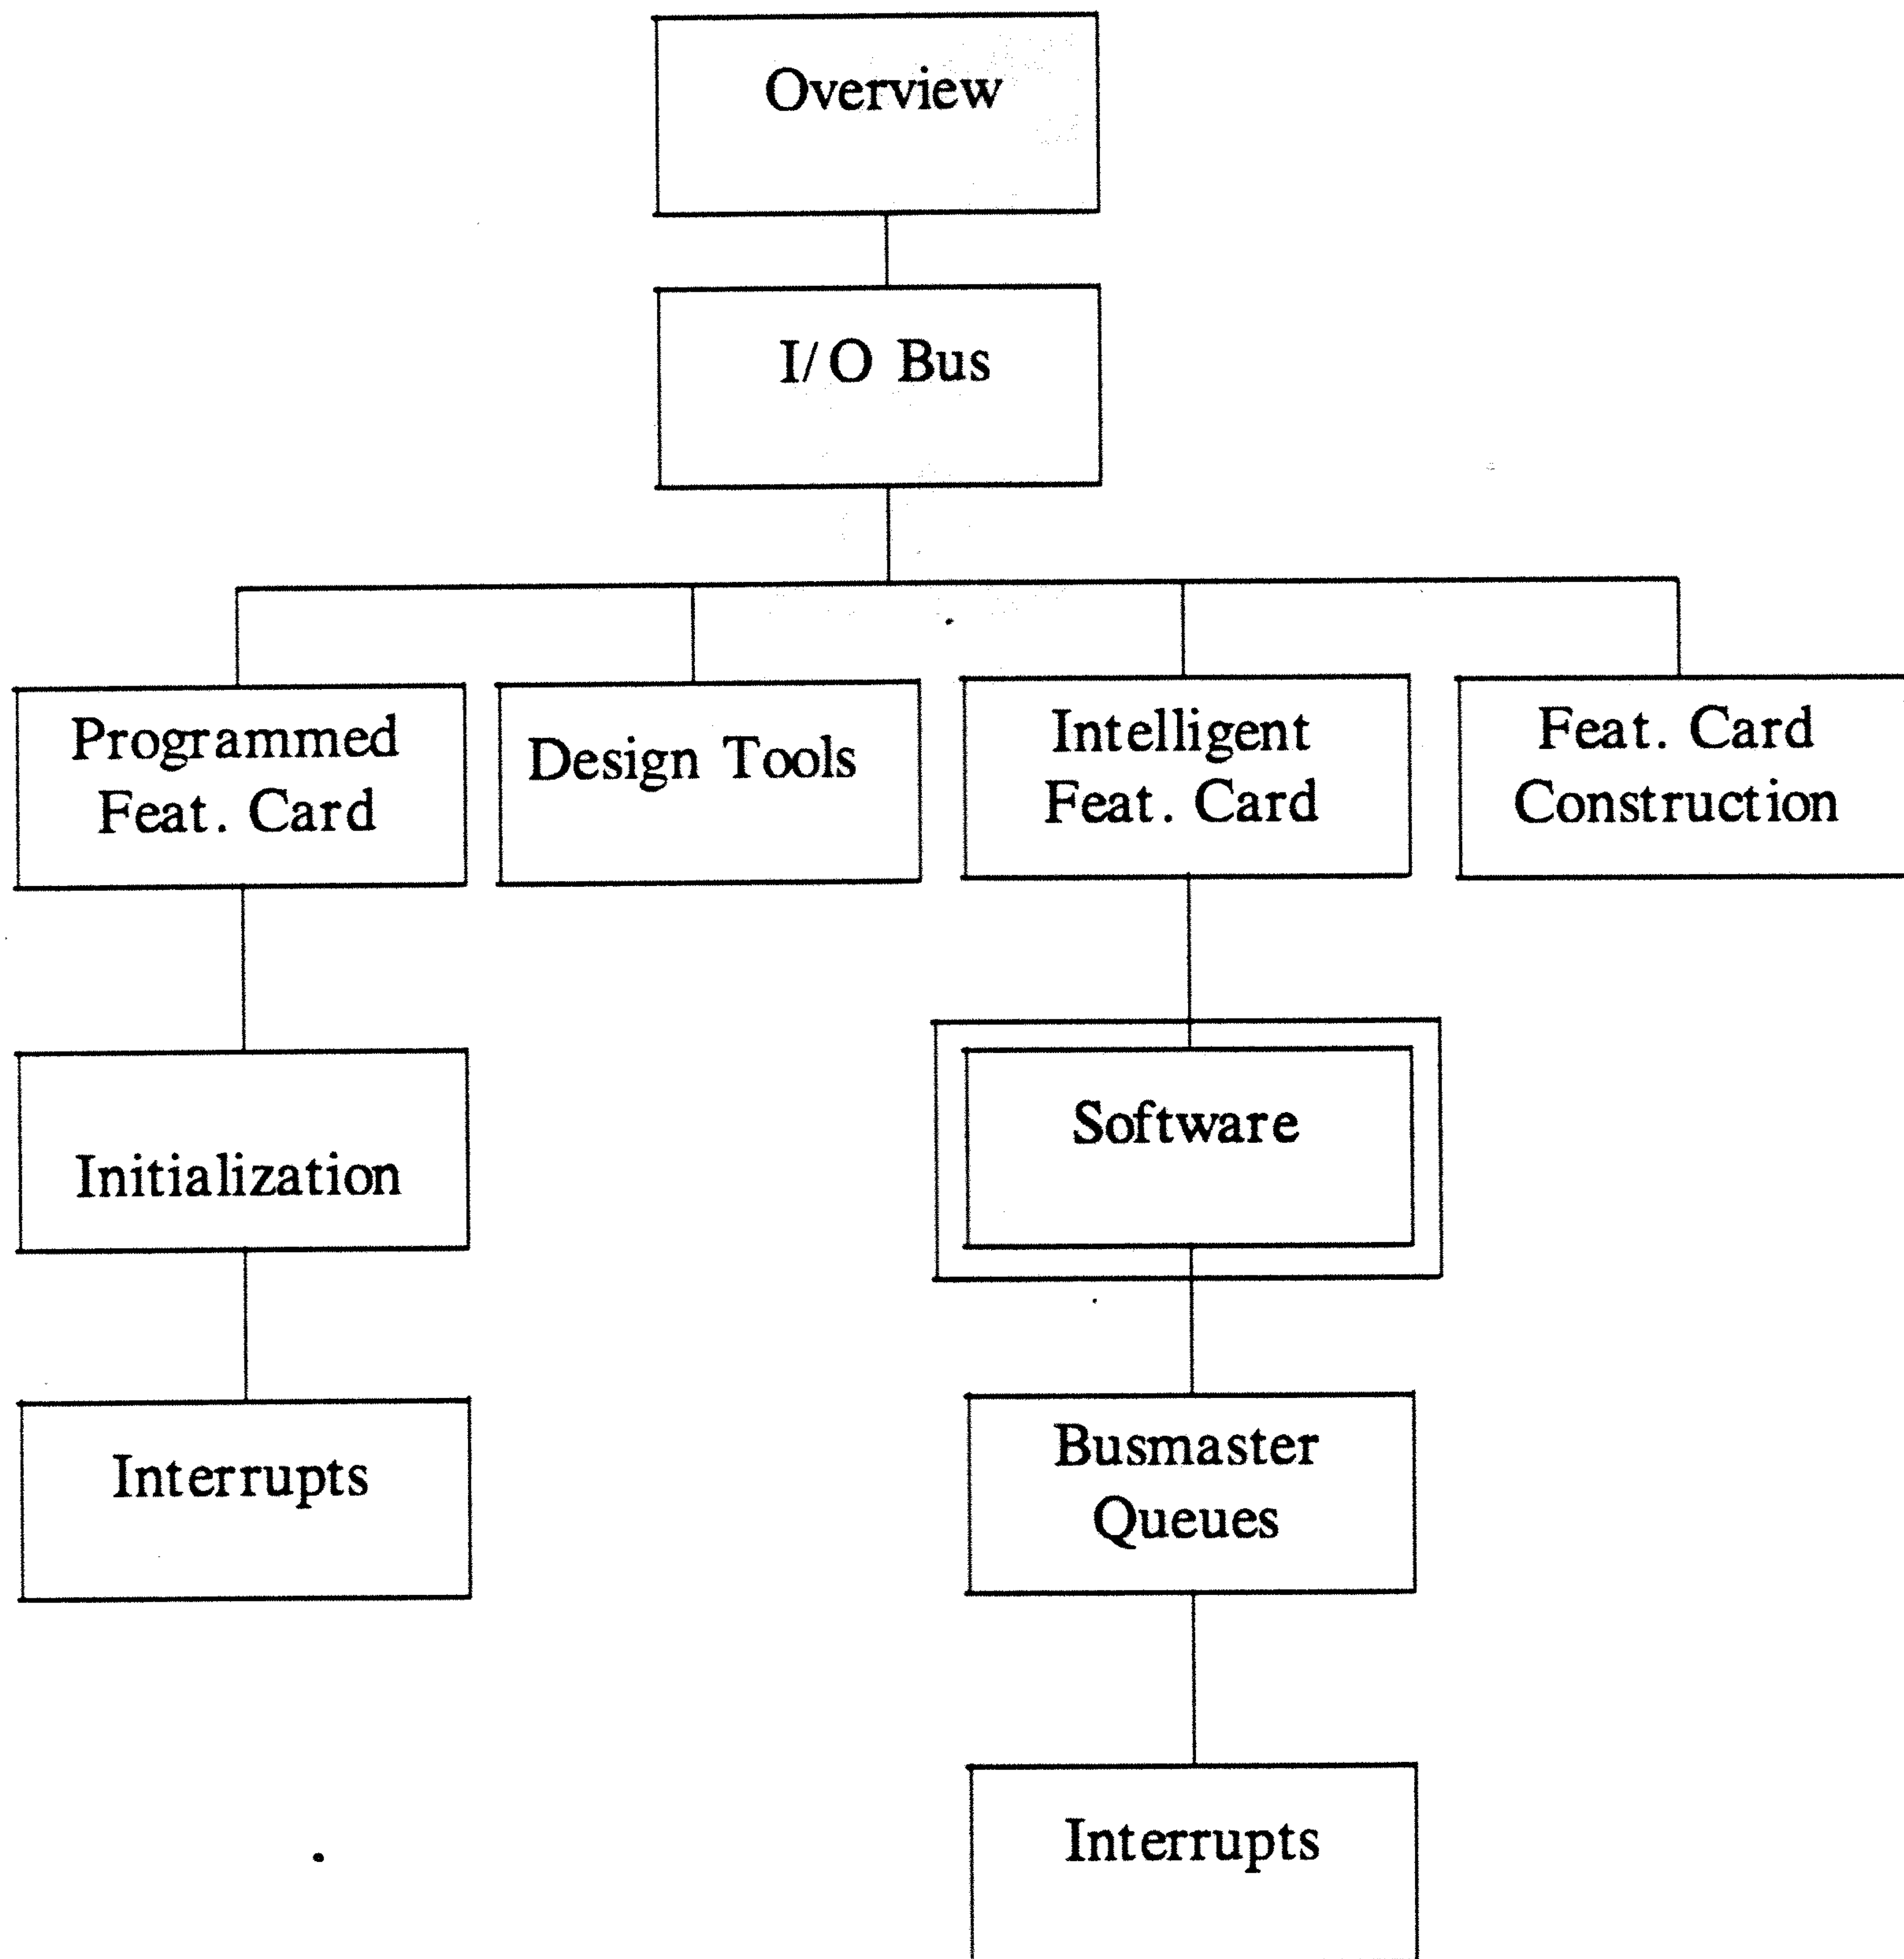 Overview
I/O Bus
Programmed
Feat. Card
Design Tools
Intelligent
Feat. Card
Feat. Card
Construction
Initialization
Software
Interrupts
Busmaster
Queues
Interrupts